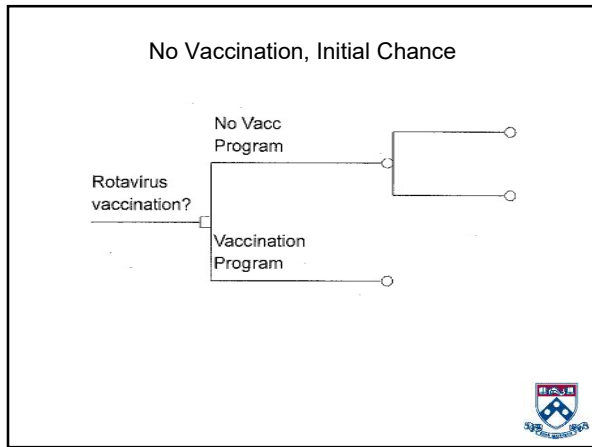 No Vaccination, Initial Chance
No Vacc
Program
Rotavirus
vaccination?
Vaccination
Program